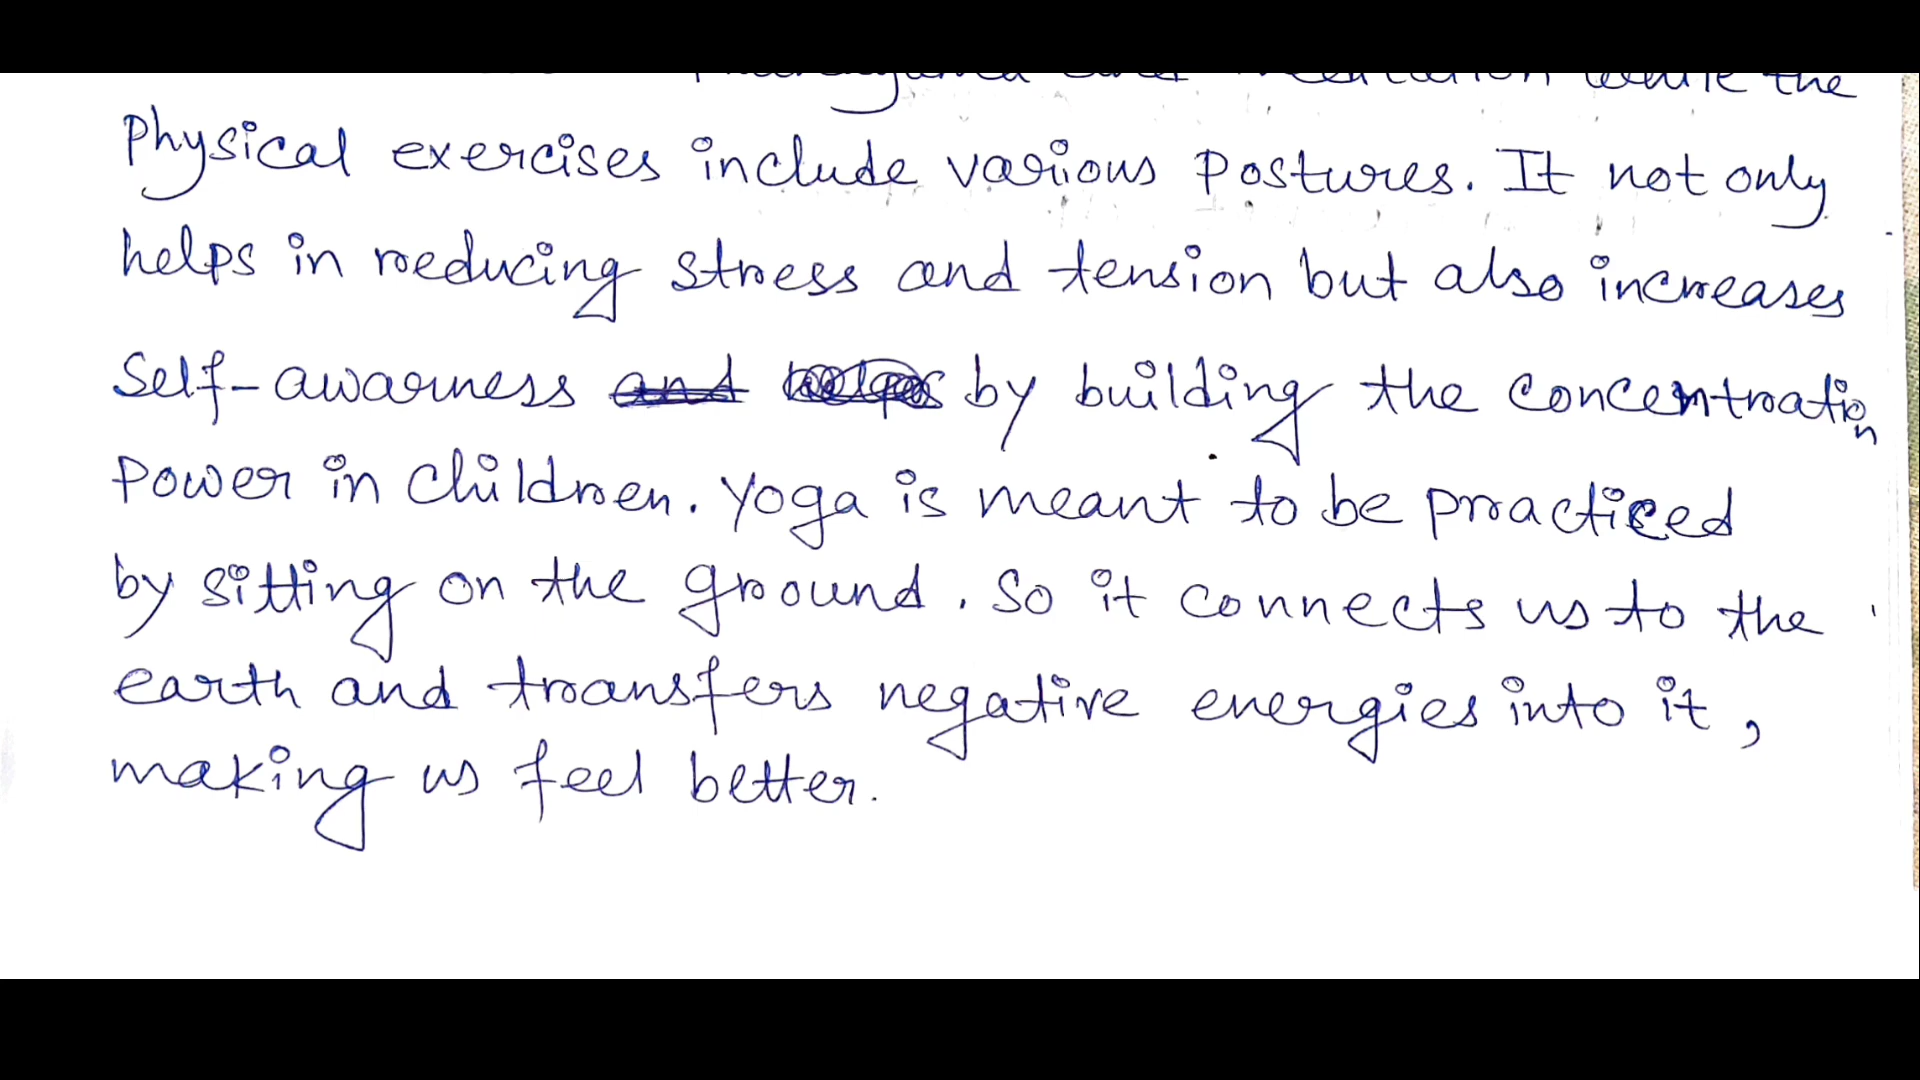 while the
Physical exercises include various postures. It not only
helps in reducing stress and tension but also increases
Self-awarness by building the concentration
Power in children. Yoga is meant to be practiced
by sitting on the ground. So it connects us to the
earth and transfers negative energies into it,
making us feel better.